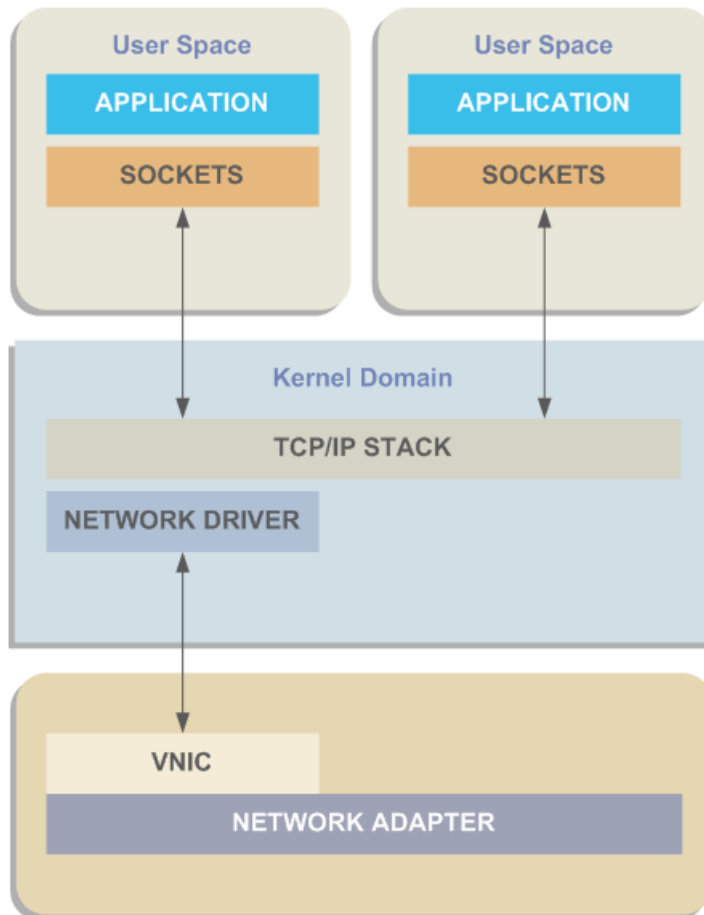 User Space
APPLICATION
SOCKETS
User Space
APPLICATION
SOCKETS
Kernel Domain
TCP/IP STACK
NETWORK DRIVER
VNIC
NETWORK ADAPTER